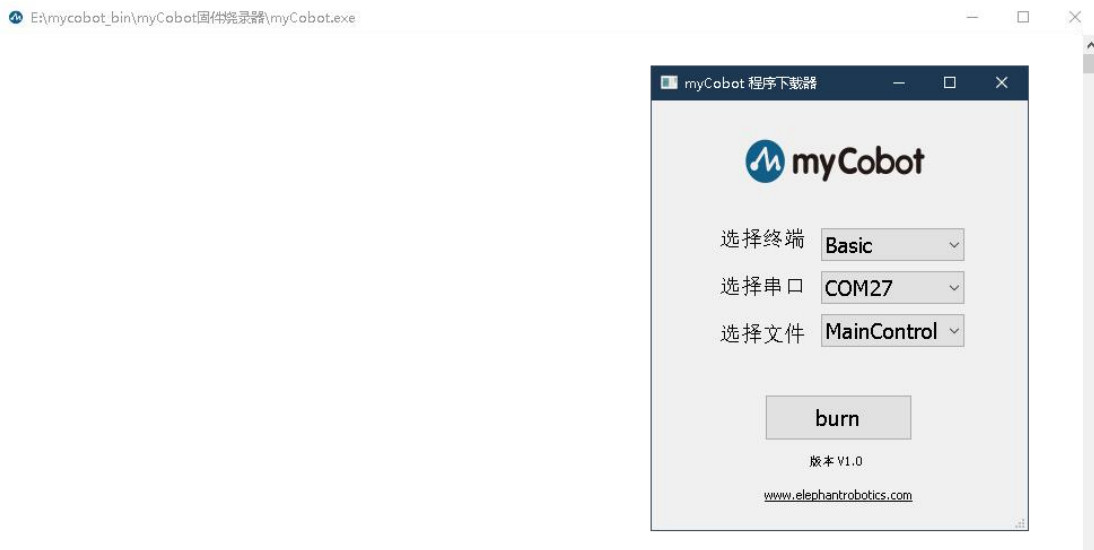 E:\mycobot_bin\myCobot固件烧录器\myCobot.exe
myCobot 程序下载器
myCobot
选择终端 Basic
选择串口 COM27
选择文件 MainControl
burn
版本 V1.0
www.elephantrobotics.com